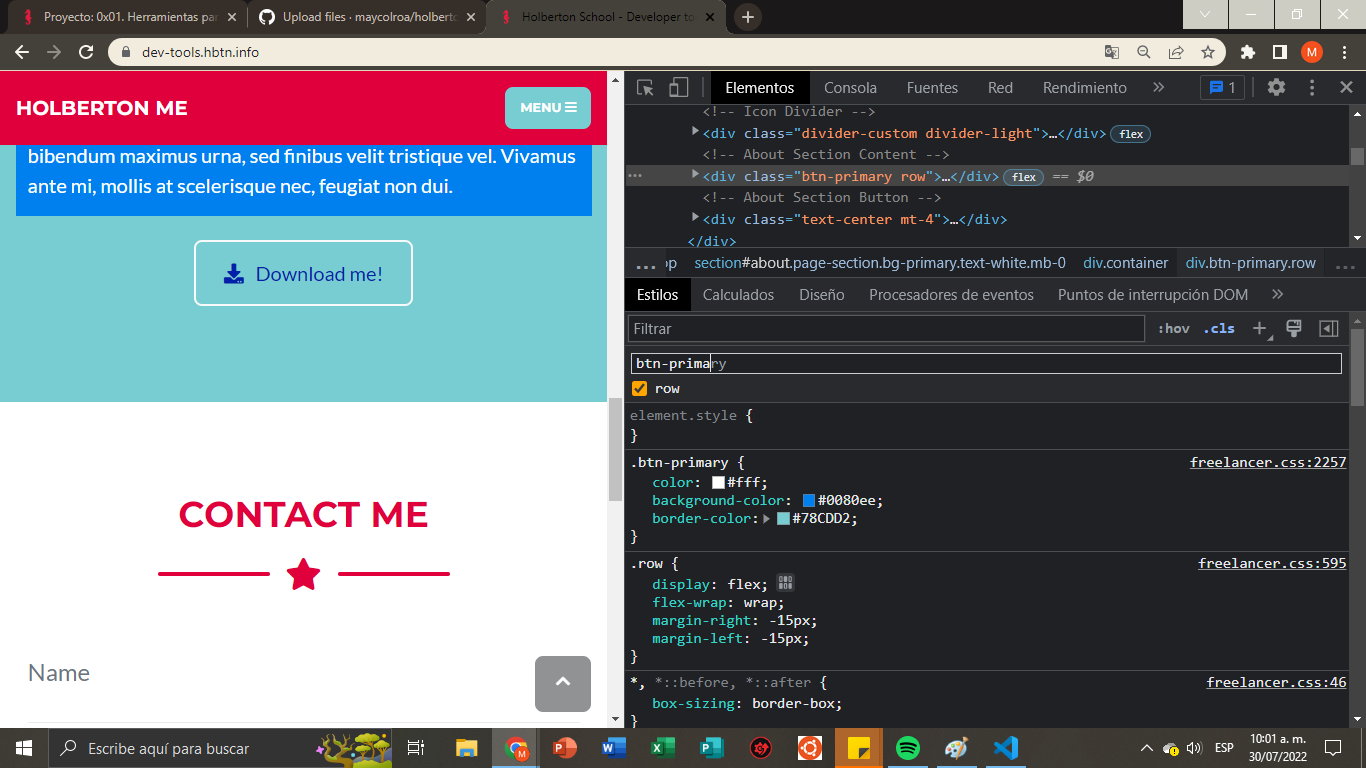 Proyecto: 0x01. Herramientas par
Upload files · maycolroa/holberto
Holberton School - Developer to
dev-tools.hbtn.info
M
HOLBERTON ME
MENU
bibendum maximus urna, sed finibus velit tristique vel. Vivamus
ante mi, mollis at scelerisque nec, feugiat non dui.
Download me!
CONTACT ME
Name
Elementos
Consola
Fuentes
Red
Rendimiento
»
1
<!-- Icon Divider -->
<div class="divider-custom divider-light">…</div> flex
<!-- About Section Content -->
<div class="btn-primary row">…</div> flex == $0
<!-- About Section Button -->
<div class="text-center mt-4">…</div>
</div>
... op section#about.page-section.bg-primary.text-white.mb-0 div.container div.btn-primary.row ...
Estilos
Calculados
Diseño
Procesadores de eventos
Puntos de interrupción DOM
»
Filtrar
:hov .cls
btn-primary
row
element.style {
}
.btn-primary { freelancer.css:2257
color: #fff;
background-color: #0080ee;
border-color: #78CDD2;
}
.row { freelancer.css:595
display: flex;
flex-wrap: wrap;
margin-right: -15px;
margin-left: -15px;
}
*, *::before, *::after { freelancer.css:46
box-sizing: border-box;
}
Escribe aquí para buscar
ESP
10:01 a. m.
30/07/2022